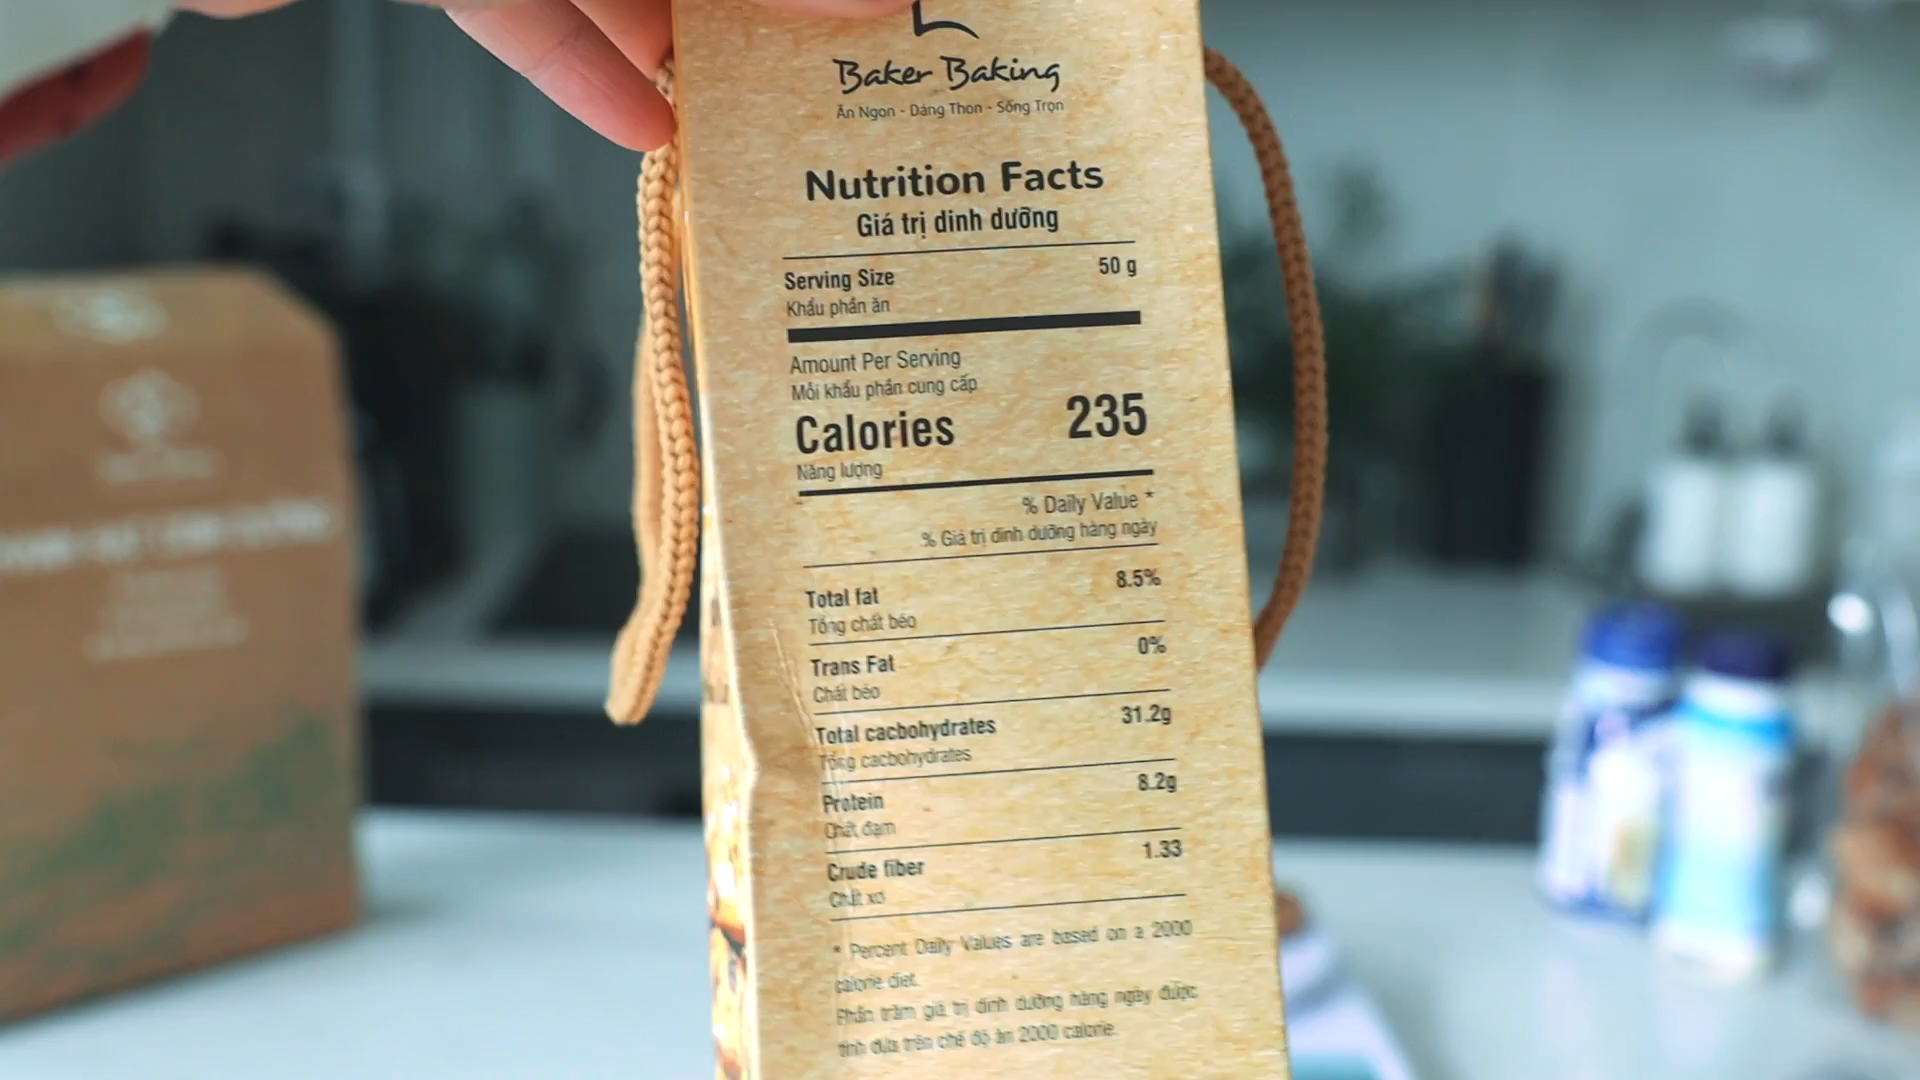 Baker Baking
Ăn Ngon - Dáng Thon - Sống Trọn
Nutrition Facts
Giá trị dinh dưỡng
Serving Size 50 g
Khẩu phần ăn
Amount Per Serving
Mỗi khẩu phần cung cấp
Calories 235
Năng lượng
% Daily Value *
% Giá trị dinh dưỡng hàng ngày
Total fat 8.5%
Tổng chất béo
Trans Fat 0%
Chất béo
Total cacbohydrates 31.2g
Tổng cacbohydrates
Protein 8.2g
Chất đạm
Crude fiber 1.33
Chất xơ
* Percent Daily Values are based on a 2000
calorie diet.
Phần trăm giá trị dinh dưỡng hàng ngày được
tính dựa trên chế độ ăn 2000 calorie.